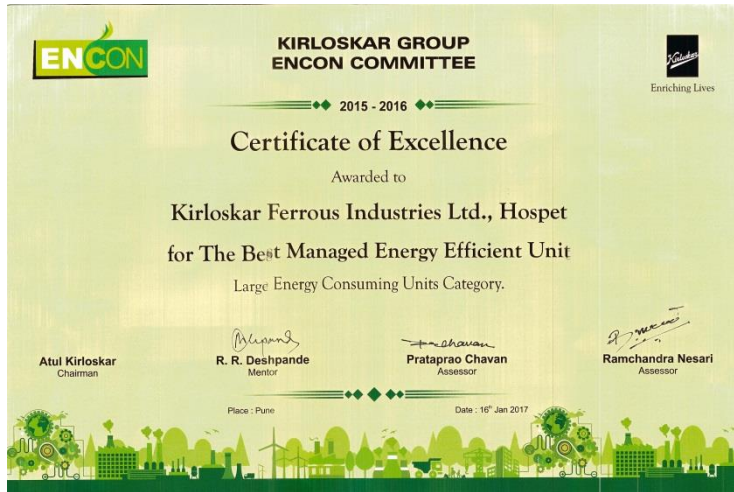 ENCON
KIRLOSKAR GROUP
ENCON COMMITTEE
Kirloskar
Enriching Lives
2015 - 2016
Certificate of Excellence
Awarded to
Kirloskar Ferrous Industries Ltd., Hospet
for The Best Managed Energy Efficient Unit
Large Energy Consuming Units Category.
Atul Kirloskar
Chairman
R. R. Deshpande
Mentor
Prataprao Chavan
Assessor
Ramchandra Nesari
Assessor
Place : Pune
Date : 16th Jan 2017